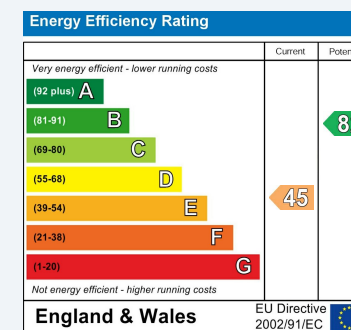 Energy Efficiency Rating
Current
Very energy efficient - lower running costs
(92 plus) A
(81-91) B
(69-80) C
(55-68) D
(39-54) E
45
(21-38) F
(1-20) G
Not energy efficient - higher running costs
England & Wales
EU Directive
2002/91/EC